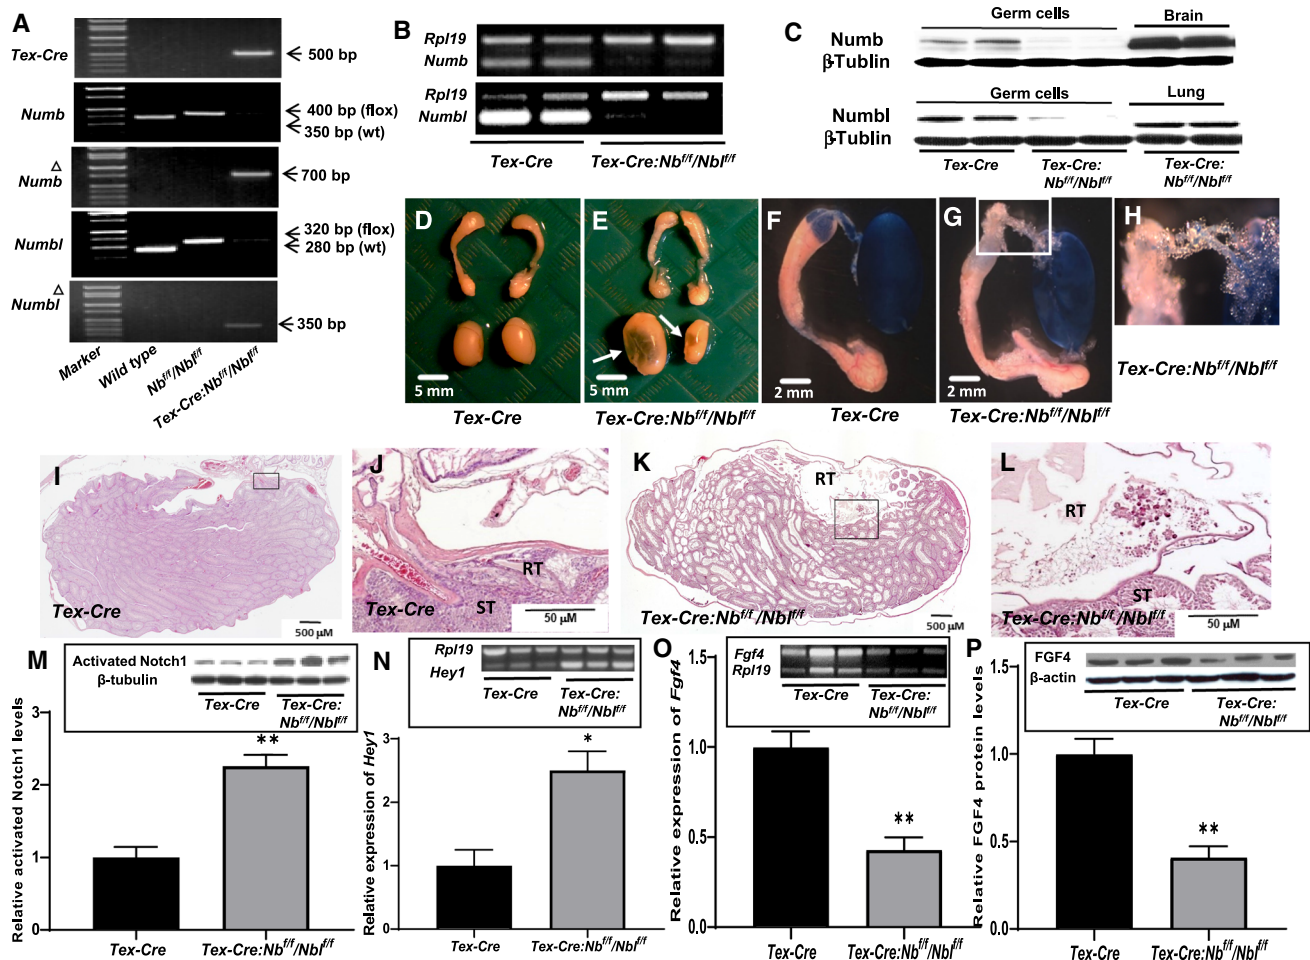 A
Tex-Cre
500 bp
Numb
400 bp (flox)
350 bp (wt)
Δ
Numb
700 bp
Numbl
320 bp (flox)
280 bp (wt)
Δ
Numbl
350 bp
Marker
Wild type
Nbf/f/Nblf/f
Tex-Cre:Nbf/f/Nblf/f
B
Rpl19
Numb
Rpl19
Numbl
Tex-Cre
Tex-Cre:Nbf/f/Nblf/f
C
Germ cells
Brain
Numb
β-Tublin
Germ cells
Lung
Numbl
β-Tublin
Tex-Cre
Tex-Cre:
Nbf/f/Nblf/f
Tex-Cre:
Nbf/f/Nblf/f
D
5 mm
Tex-Cre
E
5 mm
Tex-Cre:Nbf/f/Nblf/f
F
2 mm
Tex-Cre
G
2 mm
Tex-Cre:Nbf/f/Nblf/f
H
Tex-Cre:Nbf/f/Nblf/f
I
Tex-Cre
500 µM
J
RT
ST
Tex-Cre
50 µM
K
RT
Tex-Cre:Nbf/f/Nblf/f
500 µM
L
RT
ST
Tex-Cre:Nbf/f/Nblf/f
50 µM
M
Activated Notch1
β-tubulin
Tex-Cre
Tex-Cre:
Nbf/f/Nblf/f
Relative activated Notch1 levels
3
2
1
0
**
Tex-Cre
Tex-Cre:Nbf/f/Nblf/f
N
Rpl19
Hey1
Tex-Cre
Tex-Cre:
Nbf/f/Nblf/f
Relative expression of Hey1
3
2
1
0
*
Tex-Cre
Tex-Cre:Nbf/f/Nblf/f
O
Fgf4
Rpl19
Tex-Cre
Tex-Cre:
Nbf/f/Nblf/f
Relative expression of Fgf4
1.5
1.0
0.5
0.0
**
Tex-Cre
Tex-Cre:Nbf/f/Nblf/f
P
FGF4
β-actin
Tex-Cre
Tex-Cre:
Nbf/f/Nblf/f
Relative FGF4 protein levels
1.5
1.0
0.5
0.0
**
Tex-Cre
Tex-Cre:Nbf/f/Nblf/f